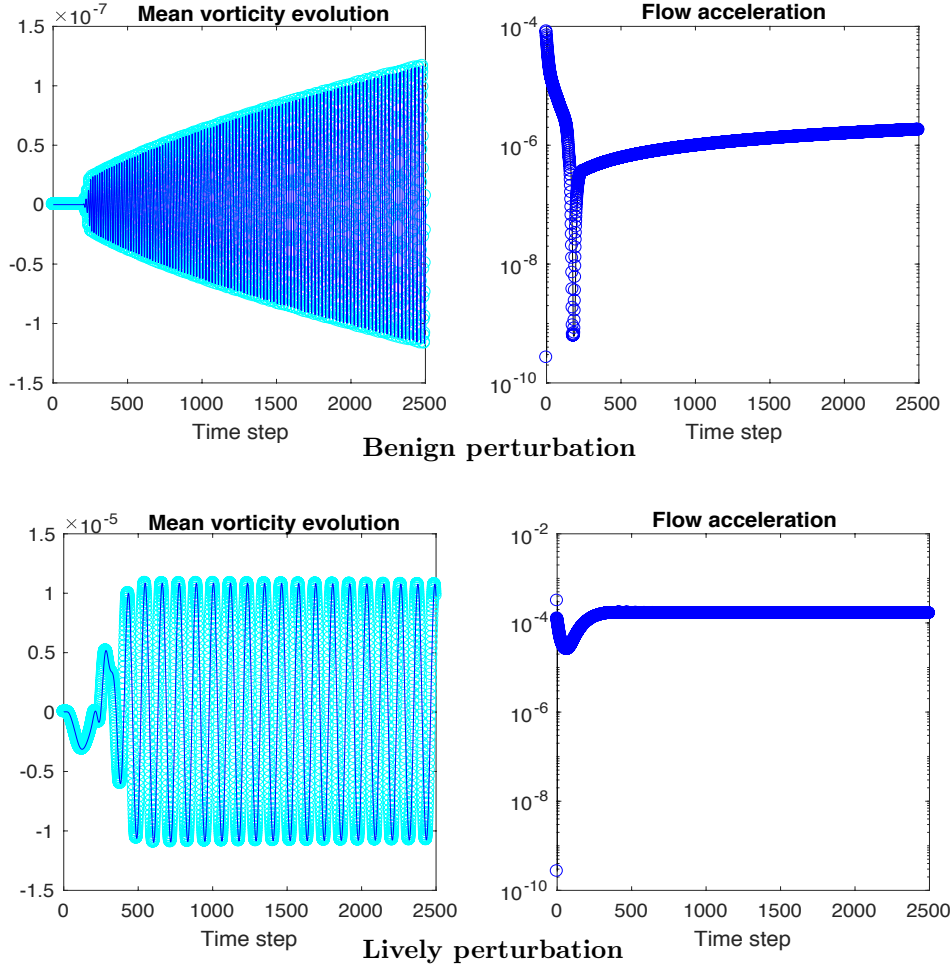 Mean vorticity evolution
×10⁻⁷
1.5
1
0.5
0
-0.5
-1
-1.5
0 500 1000 1500 2000 2500
Time step
Flow acceleration
10⁻⁴
10⁻⁶
10⁻⁸
10⁻¹⁰
0 500 1000 1500 2000 2500
Time step
Benign perturbation
Mean vorticity evolution
×10⁻⁵
1.5
1
0.5
0
-0.5
-1
-1.5
0 500 1000 1500 2000 2500
Time step
Flow acceleration
10⁻²
10⁻⁴
10⁻⁶
10⁻⁸
10⁻¹⁰
0 500 1000 1500 2000 2500
Time step
Lively perturbation